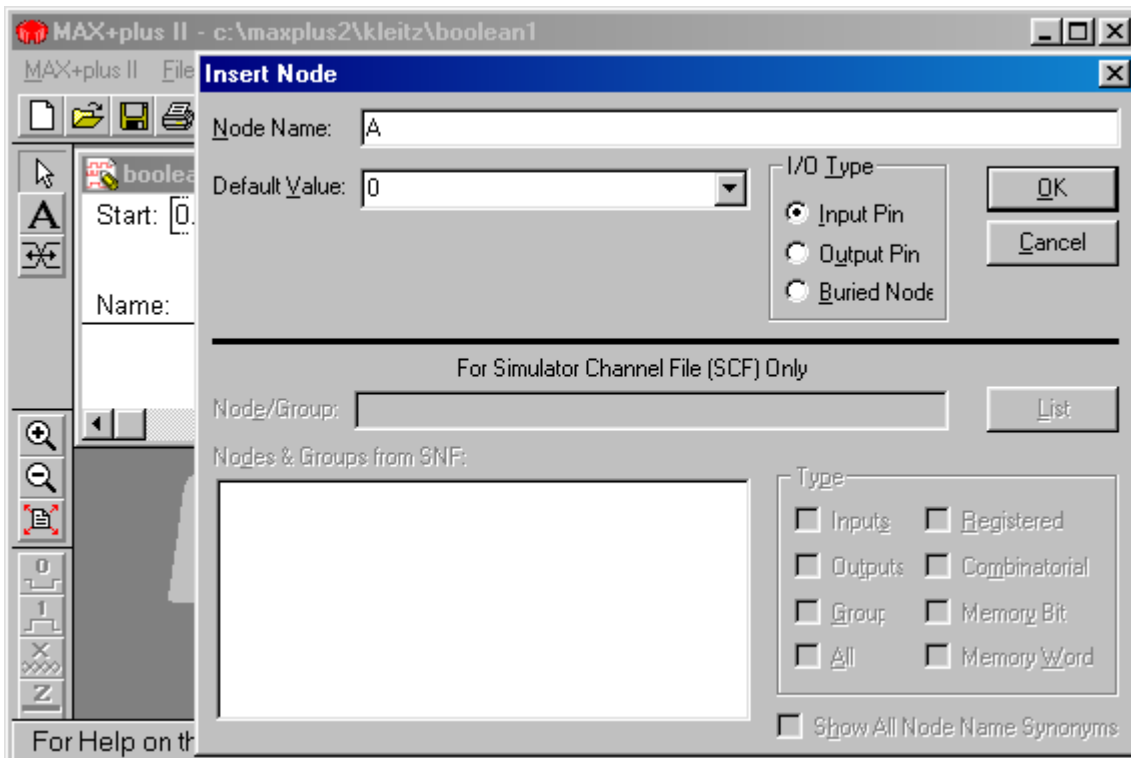 MAX+plus II - c:\maxplus2\kleitz\boolean1
MAX+plus II File
Insert Node
Node Name: A
Default Value: 0
I/O Type
Input Pin
Output Pin
Buried Node
OK
Cancel
A
Start: 0.
Name:
For Simulator Channel File (SCF) Only
Node/Group:
List
Nodes & Groups from SNF:
Type
Inputs Registered
Outputs Combinatorial
Group Memory Bit
All Memory Word
Show All Node Name Synonyms
0
1
X
Z
For Help on th